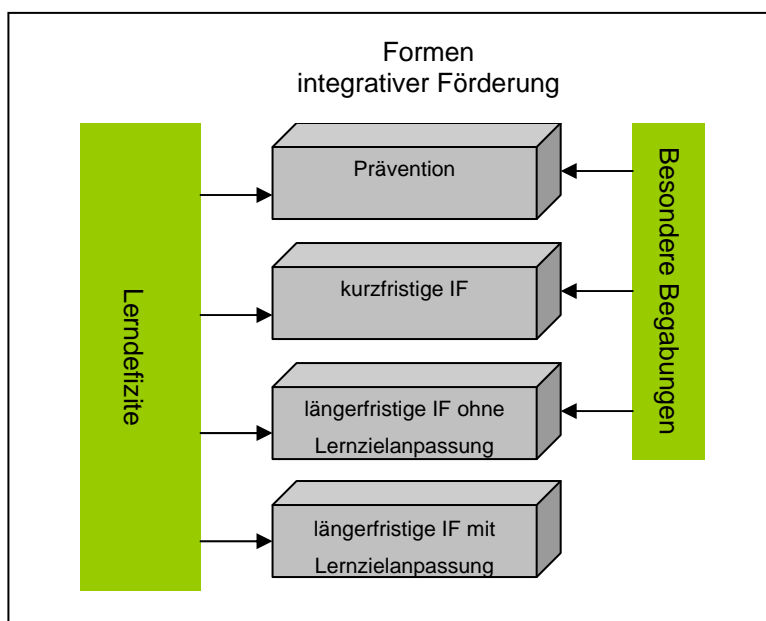 Formen
integrativer Förderung
Lerndefizite
Prävention
kurzfristige IF
längerfristige IF ohne
Lernzielanpassung
längerfristige IF mit
Lernzielanpassung
Besondere Begabungen